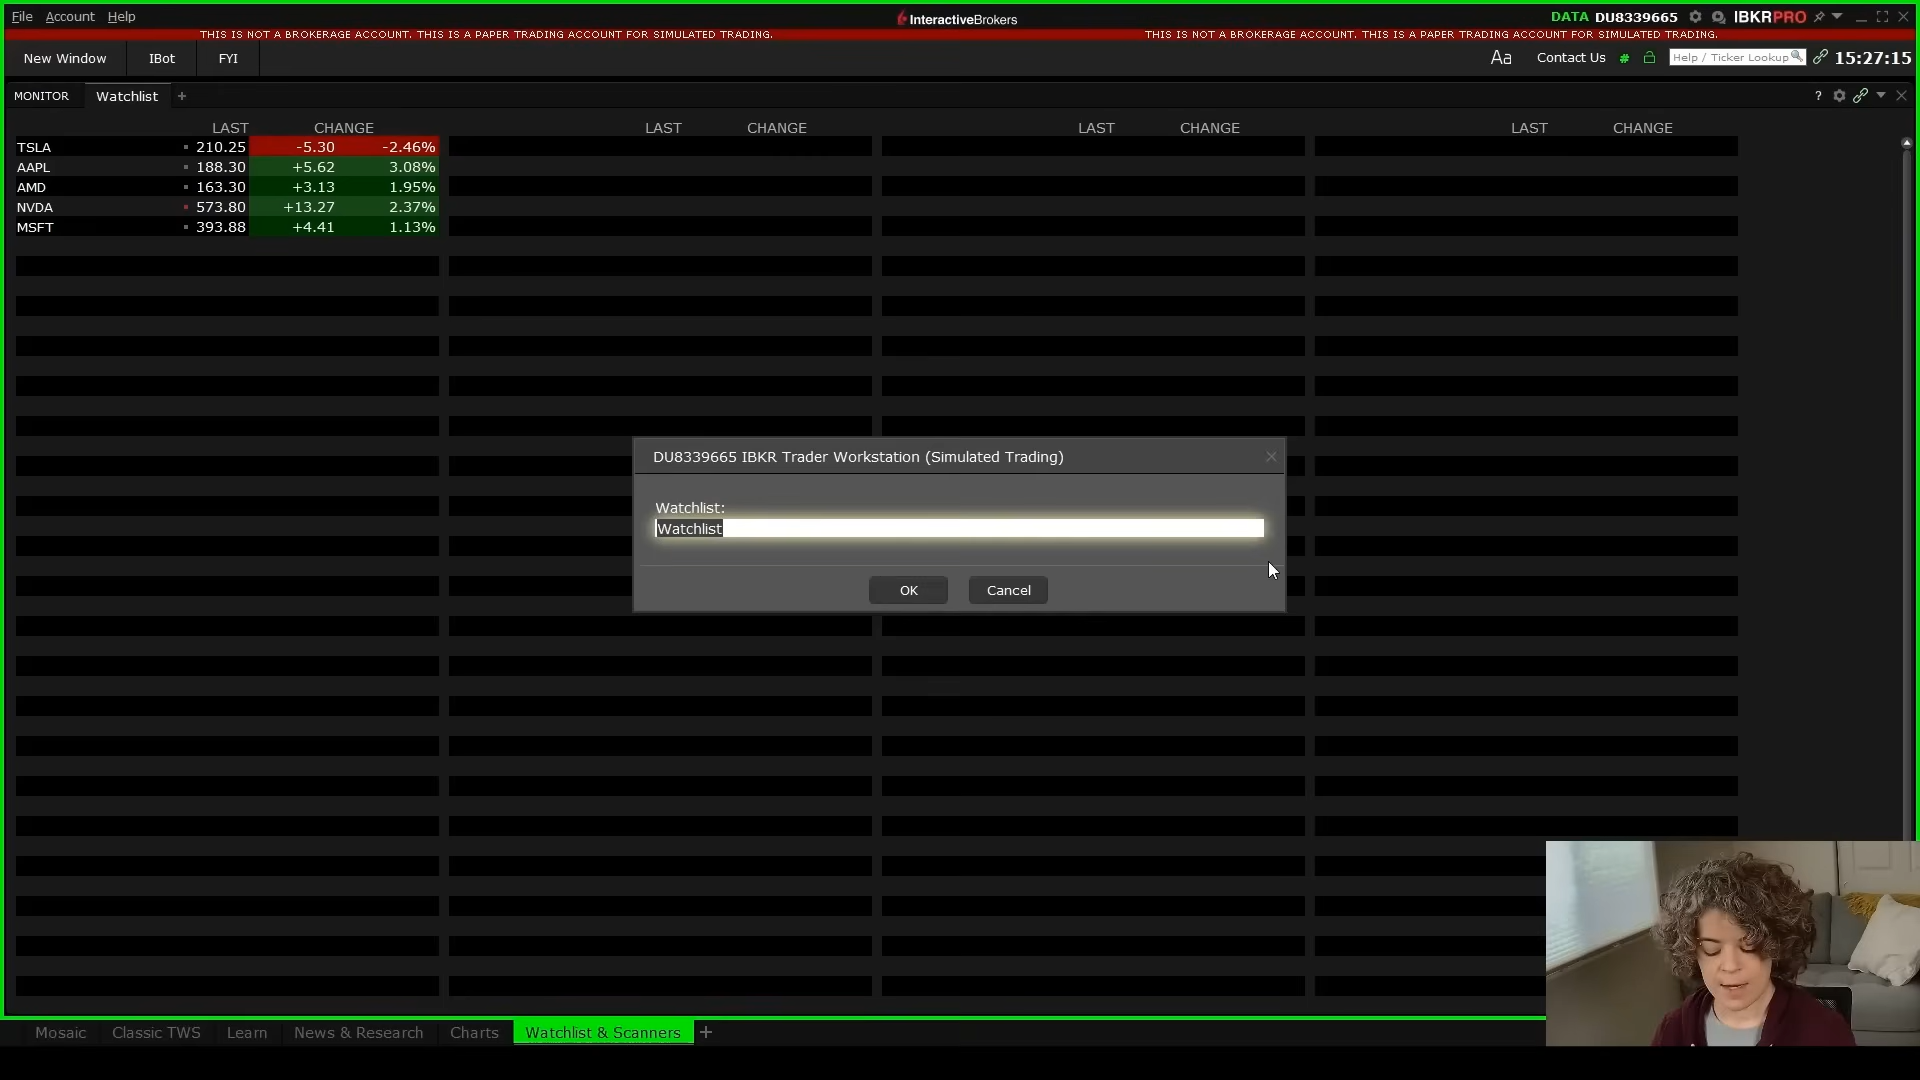 File Account Help
InteractiveBrokers
DATA DU8339665 IBKRPRO
THIS IS NOT A BROKERAGE ACCOUNT. THIS IS A PAPER TRADING ACCOUNT FOR SIMULATED TRADING. THIS IS NOT A BROKERAGE ACCOUNT. THIS IS A PAPER TRADING ACCOUNT FOR SIMULATED TRADING.
New Window IBot FYI
Aa Contact Us # Help / Ticker Lookup 15:27:15
MONITOR Watchlist + ?
LAST CHANGE LAST CHANGE LAST CHANGE LAST CHANGE
TSLA 210.25 -5.30 -2.46%
AAPL 188.30 +5.62 3.08%
AMD 163.30 +3.13 1.95%
NVDA 573.80 +13.27 2.37%
MSFT 393.88 +4.41 1.13%
DU8339665 IBKR Trader Workstation (Simulated Trading)
Watchlist:
Watchlist
OK Cancel
Mosaic Classic TWS Learn News & Research Charts Watchlist & Scanners +